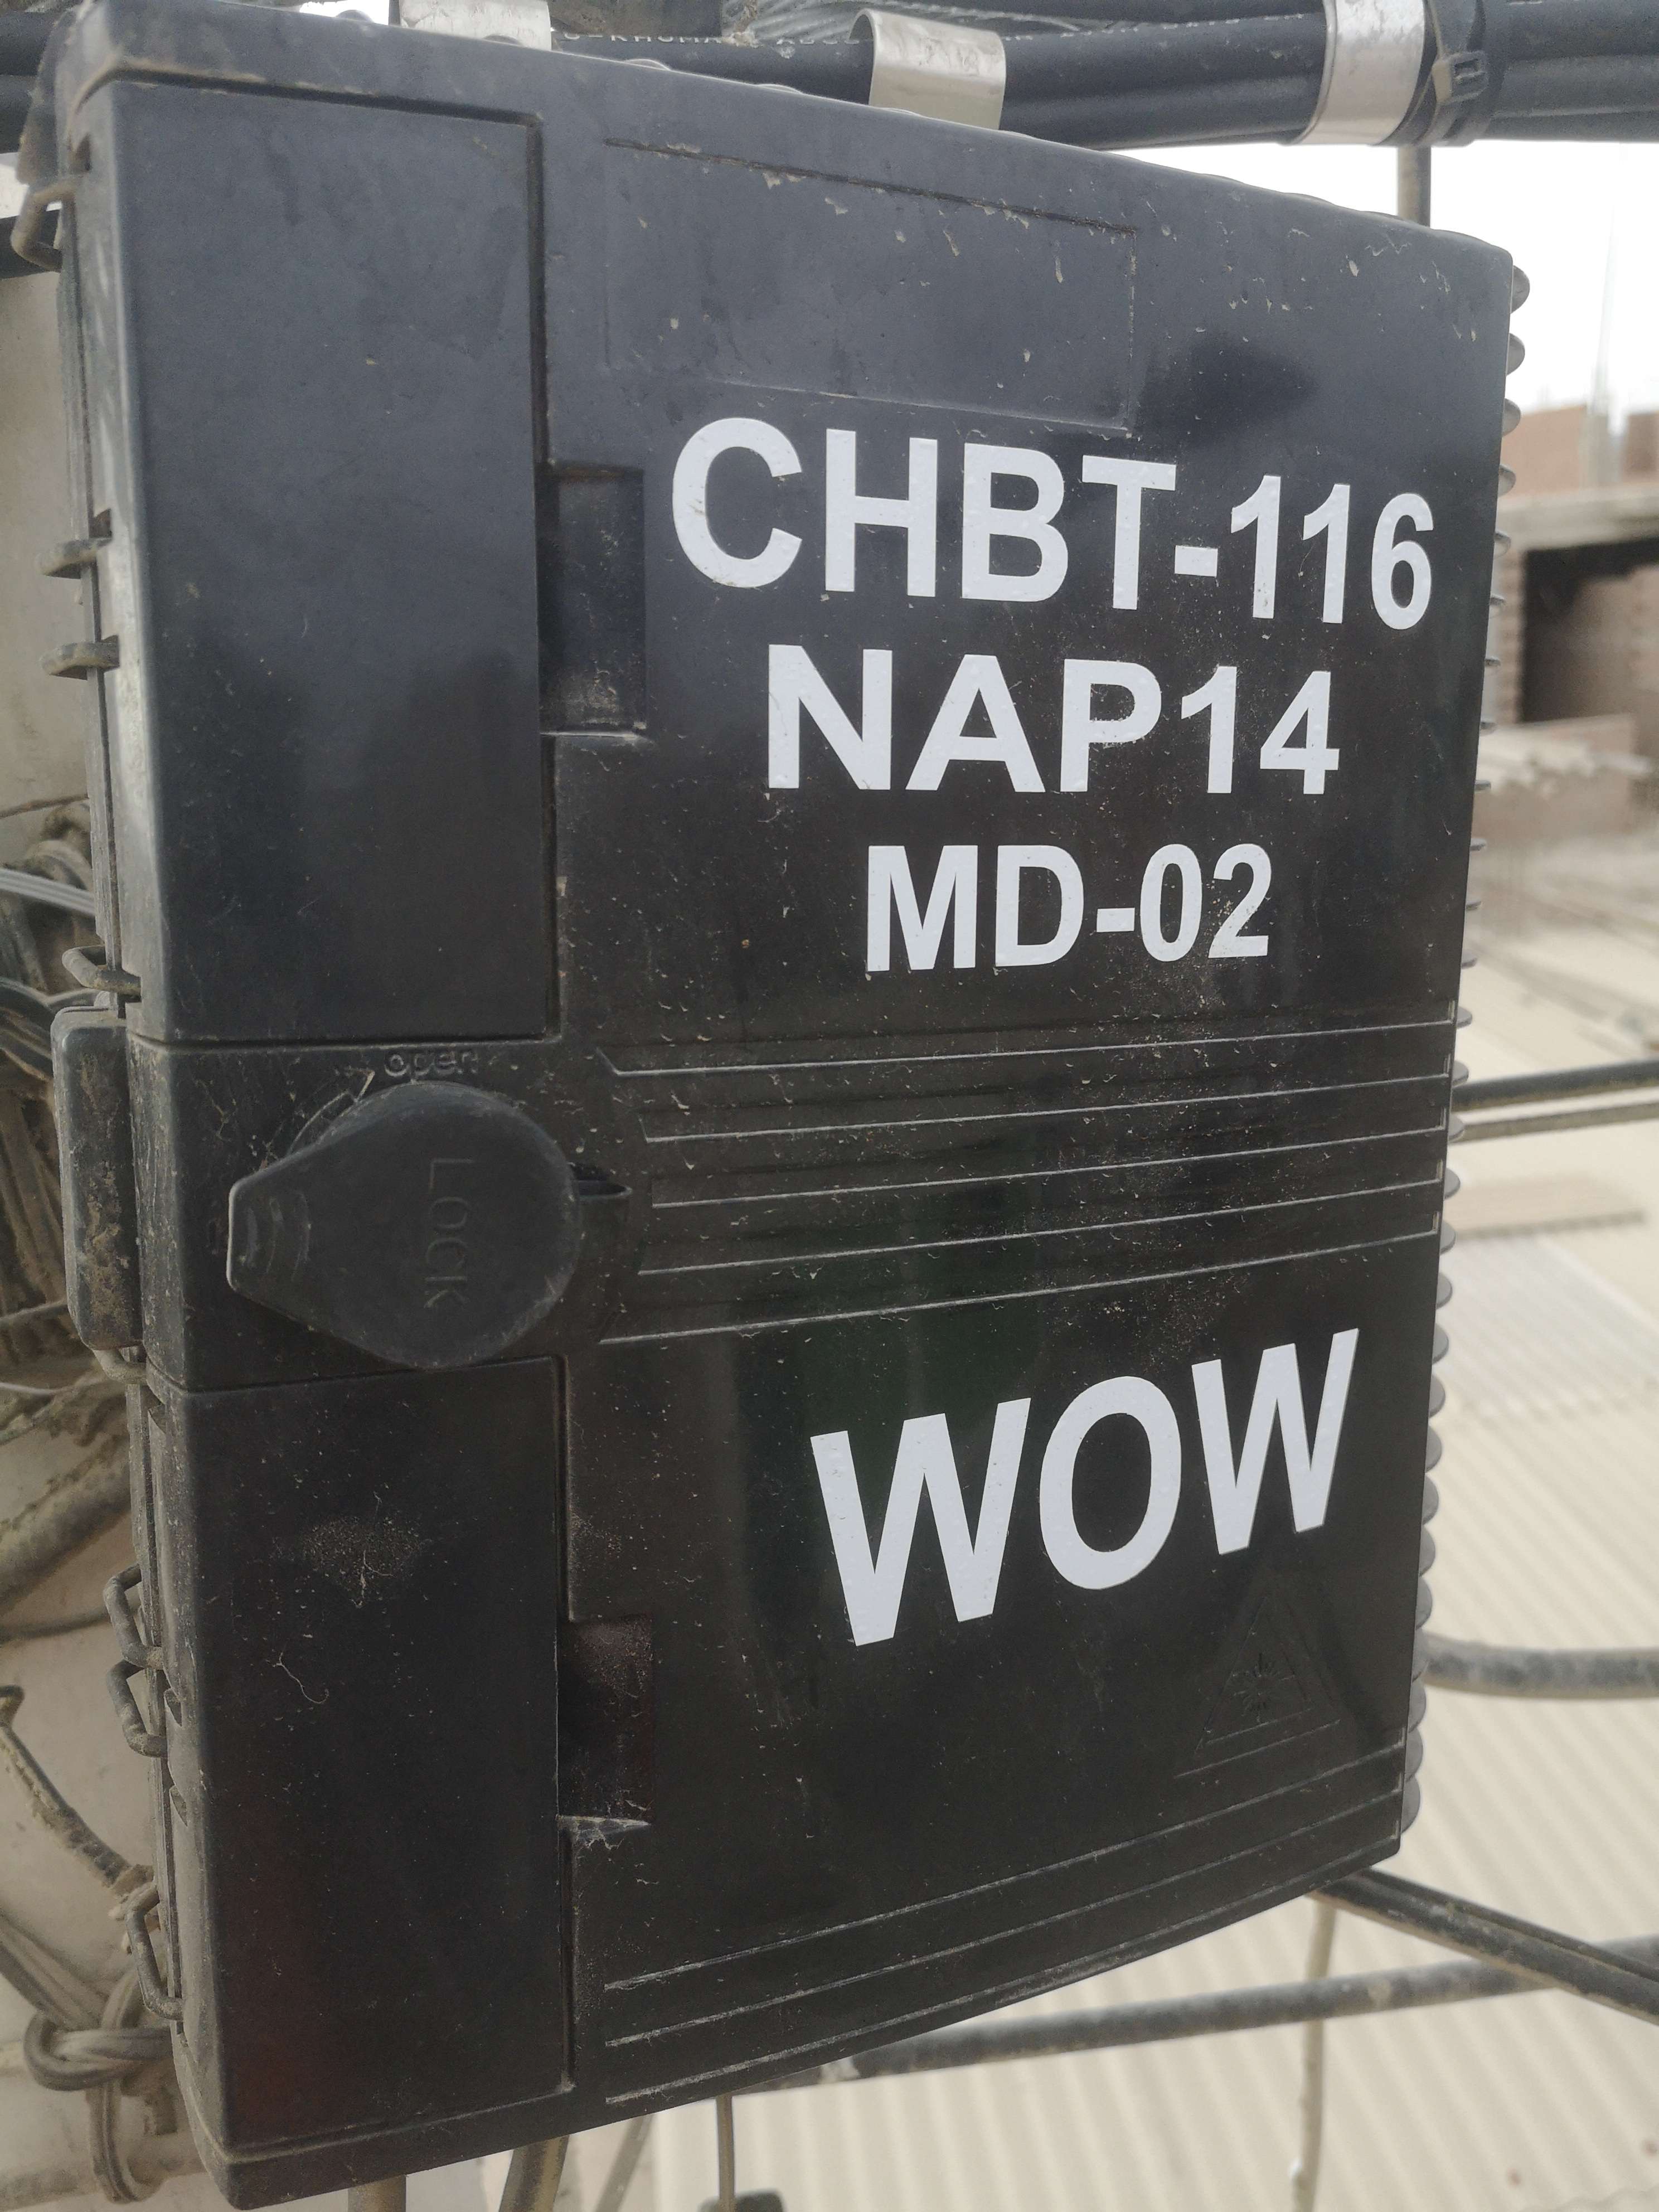 CHBT-116
NAP14
MD-02
open
LOCK
WOW